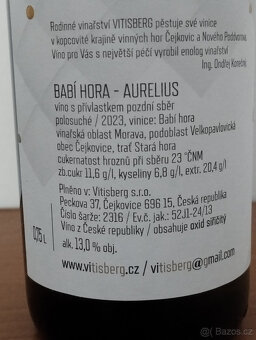 Rodinné vinařství VITISBERG pěstuje své vinice
v kopcovité krajině vinných hor Čejkovic a Nového Poddvorova.
Víno pro Vás s největší péčí vyrobil enolog vinařství
Ing. Ondřej Konečný
BABÍ HORA - AURELIUS
víno s přívlastkem pozdní sběr
polosuché / 2023, vinice: Babí hora
vinařská oblast Morava, podoblast Velkopavlovická
obec Čejkovice, trať Stará Hora
cukernatost hroznů při sběru 23 °ČNM
zb.cukr 11,6 g/l, kyseliny 6,8 g/l, extr. 20,4 g/l
Plněno v: Vitisberg s.r.o.
Peckova 37, Čejkovice 696 15, Česká republika
Číslo šarže: 2316 / Ev.č. jak.: 52J1-24/13
Víno z České republiky / obsahuje oxid siřičitý
0,75 L
alk. 13,0 % obj.
www.vitisberg.cz / vitisberg@gmail.com
Bazoš.cz